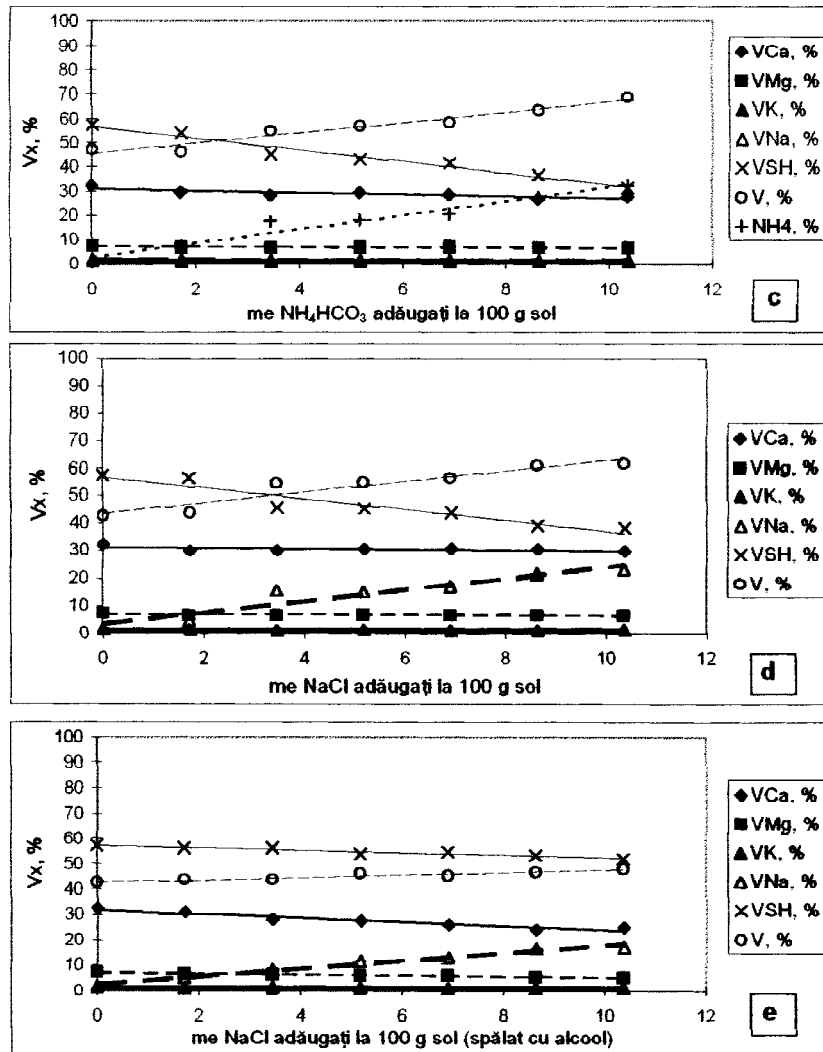 100
90
80
70
60
50
40
30
20
10
0
Vx, %
0 2 4 6 8 10 12
me NH₄HCO₃ adăugați la 100 g sol
VCa, %
VMg, %
VK, %
VNa, %
VSH, %
V, %
NH4, %
c
100
90
80
70
60
50
40
30
20
10
0
Vx, %
0 2 4 6 8 10 12
me NaCl adăugați la 100 g sol
VCa, %
VMg, %
VK, %
VNa, %
VSH, %
V, %
d
100
90
80
70
60
50
40
30
20
10
0
Vx, %
0 2 4 6 8 10 12
me NaCl adăugați la 100 g sol (spălat cu alcool)
VCa. %
VMg, %
VK, %
VNa, %
VSH, %
V, %
e